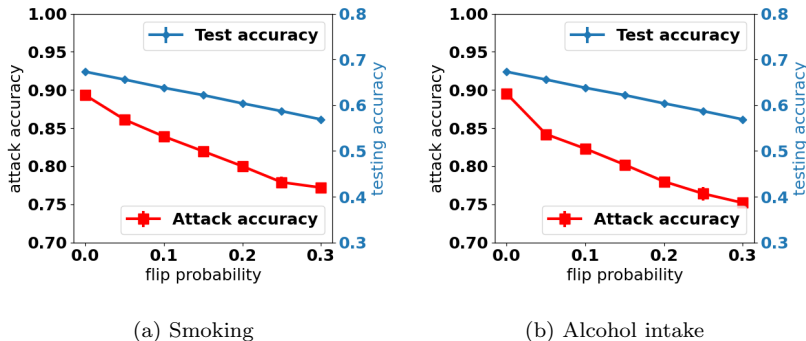 1.00
0.95
0.90
0.85
0.80
0.75
0.70
attack accuracy
Test accuracy
Attack accuracy
0.8
0.7
0.6
0.5
0.4
0.3
testing accuracy
0.0 0.1 0.2 0.3
flip probability
(a) Smoking
1.00
0.95
0.90
0.85
0.80
0.75
0.70
attack accuracy
Test accuracy
Attack accuracy
0.8
0.7
0.6
0.5
0.4
0.3
testing accuracy
0.0 0.1 0.2 0.3
flip probability
(b) Alcohol intake